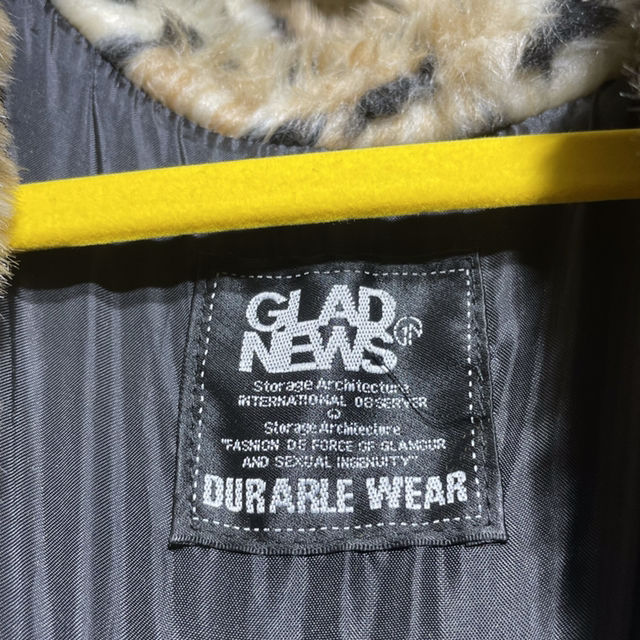 GLAD
NEWS
Storage Architecture
INTERNATIONAL OBSERVER
Storage Architecture
"FASHION DE FORCE OF GLAMOUR
AND SEXUAL INGENUITY"
DURARLE WEAR